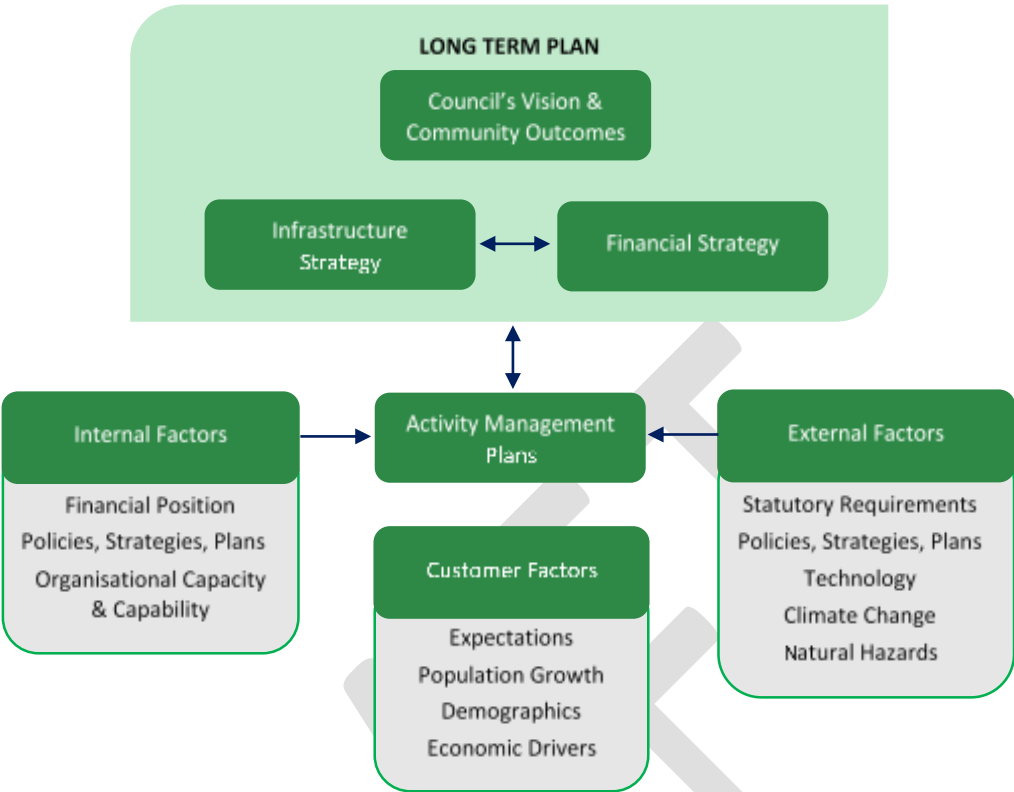 LONG TERM PLAN
Council's Vision &
Community Outcomes
Infrastructure
Strategy
Financial Strategy
Internal Factors
Financial Position
Policies, Strategies, Plans
Organisational Capacity
& Capability
Activity Management
Plans
Customer Factors
Expectations
Population Growth
Demographics
Economic Drivers
External Factors
Statutory Requirements
Policies, Strategies, Plans
Technology
Climate Change
Natural Hazards